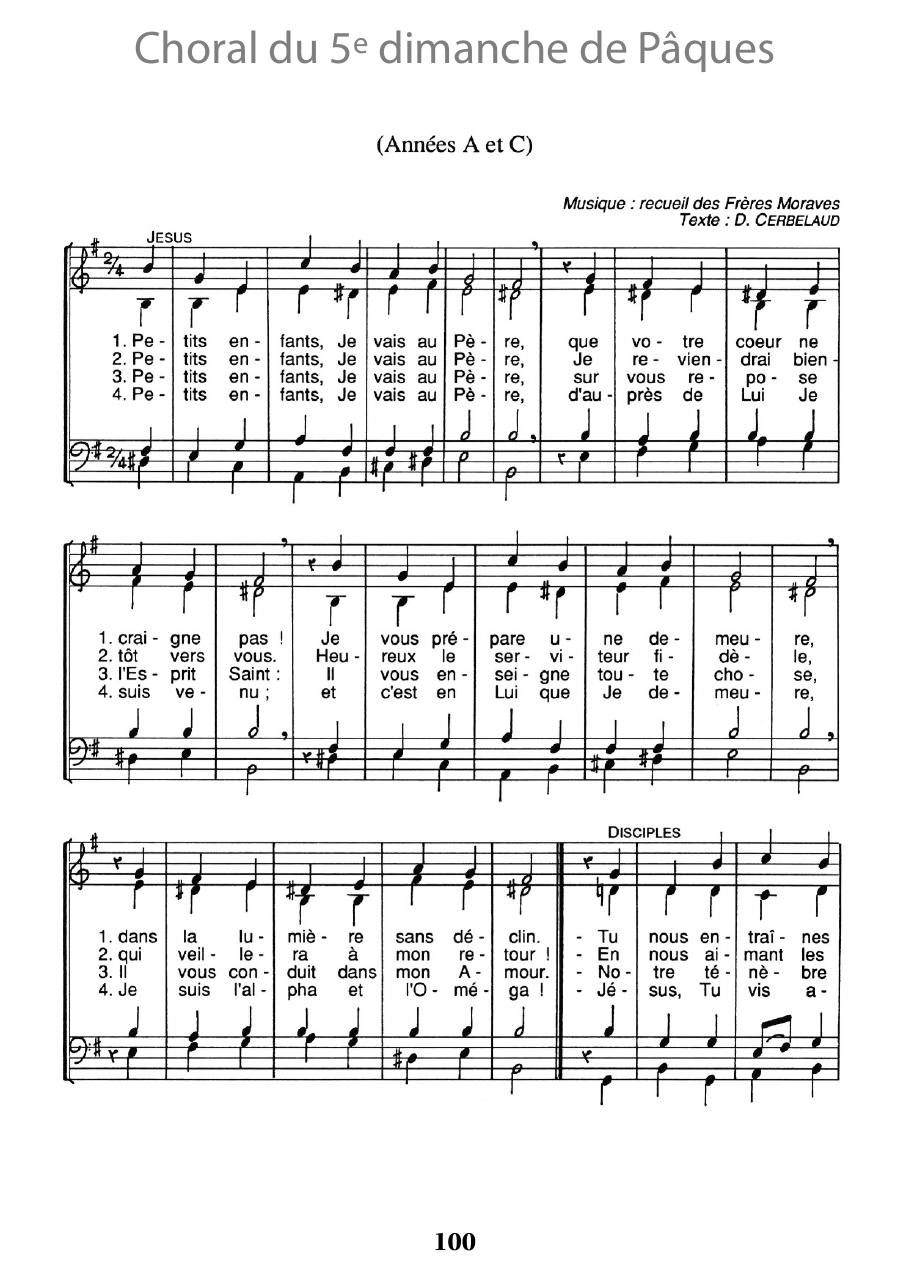 Choral du 5e dimanche de Pâques
(Années A et C)
Musique : recueil des Frères Moraves
Texte : D. CERBELAUD
JESUS
2/4
1. Pe - tits en - fants, Je vais au Pè - re, que vo - tre coeur ne
2. Pe - tits en - fants, Je vais au Pè - re, Je re - vien - drai bien -
3. Pe - tits en - fants, Je vais au Pè - re, sur vous re - po - se
4. Pe - tits en - fants, Je vais au Pè - re, d'au - près de Lui Je
2/4
1. crai - gne pas ! Je vous pré - pare u - ne de - meu - re,
2. tôt vers vous. Heu - reux le ser - vi - teur fi - dè - le,
3. l'Es - prit Saint : Il vous en - sei - gne tou - te cho - se,
4. suis ve - nu ; et c'est en Lui que Je de - meu - re,
DISCIPLES
1. dans la lu - miè - re sans dé - clin. - Tu nous en - traî - nes
2. qui veil - le - ra à mon re - tour ! - En nous ai - mant les
3. Il vous con - duit dans mon A - mour. - No - tre té - nè - bre
4. Je suis l'al - pha et l'O - mé - ga ! - Jé - sus, Tu vis a -
100